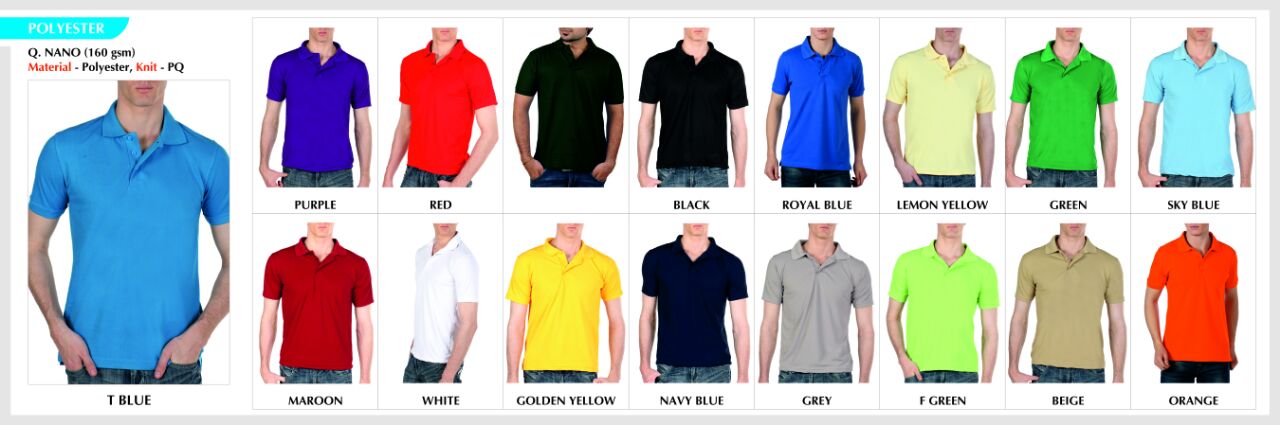 POLYESTER
Q. NANO (160 gsm)
Material - Polyester, Knit - PQ
T BLUE
PURPLE
RED
BLACK
ROYAL BLUE
LEMON YELLOW
GREEN
SKY BLUE
MAROON
WHITE
GOLDEN YELLOW
NAVY BLUE
GREY
F GREEN
BEIGE
ORANGE